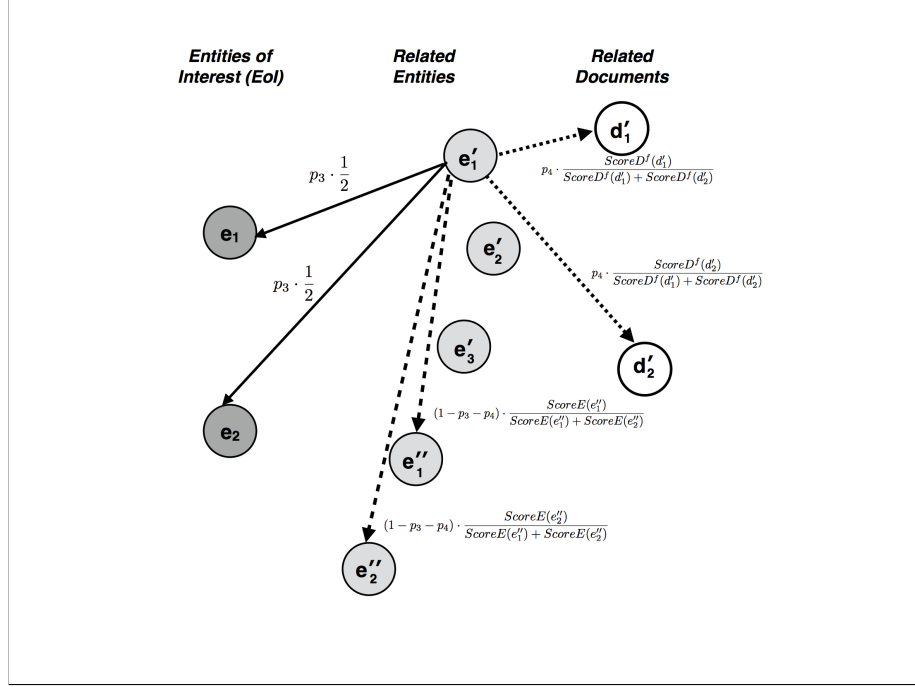 Entities of
Interest (EoI)
Related
Entities
Related
Documents
d′1
e′1
p3 · 1/2
p4 · ScoreD^f(d′1) / ScoreD^f(d′1) + ScoreD^f(d′2)
e1
e′2
p3 · 1/2
p4 · ScoreD^f(d′2) / ScoreD^f(d′1) + ScoreD^f(d′2)
e′3
d′2
(1 − p3 − p4) · ScoreE(e′′1) / ScoreE(e′′1) + ScoreE(e′′2)
e2
e′′1
(1 − p3 − p4) · ScoreE(e′′2) / ScoreE(e′′1) + ScoreE(e′′2)
e′′2